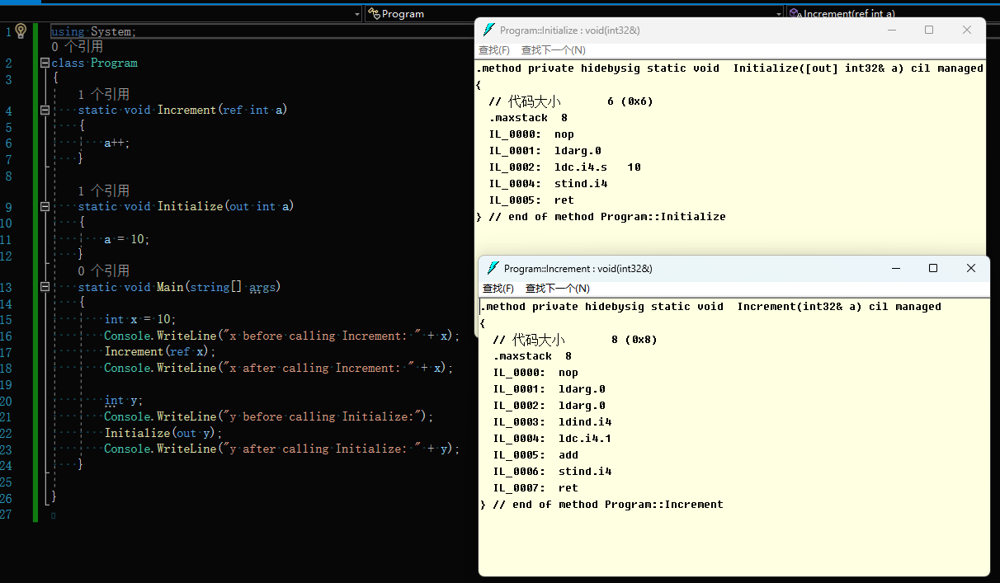 Program
Increment(ref int a)
1 using System;
0 个引用
2 class Program
3 {
1 个引用
4 static void Increment(ref int a)
5 {
6 a++;
7 }
8
1 个引用
9 static void Initialize(out int a)
10 {
11 a = 10;
12 }
0 个引用
13 static void Main(string[] args)
14 {
15 int x = 10;
16 Console.WriteLine("x before calling Increment: " + x);
17 Increment(ref x);
18 Console.WriteLine("x after calling Increment: " + x);
19
20 int y;
21 Console.WriteLine("y before calling Initialize:");
22 Initialize(out y);
23 Console.WriteLine("y after calling Initialize: " + y);
24 }
25
26 }
27
Program::Initialize : void(int32&)
查找(F) 查找下一个(N)
.method private hidebysig static void  Initialize([out] int32& a) cil managed
{
// 代码大小 6 (0x6)
.maxstack 8
IL_0000: nop
IL_0001: ldarg.0
IL_0002: ldc.i4.s 10
IL_0004: stind.i4
IL_0005: ret
} // end of method Program::Initialize
Program::Increment : void(int32&)
查找(F) 查找下一个(N)
.method private hidebysig static void  Increment(int32& a) cil managed
{
// 代码大小 8 (0x8)
.maxstack 8
IL_0000: nop
IL_0001: ldarg.0
IL_0002: ldarg.0
IL_0003: ldind.i4
IL_0004: ldc.i4.1
IL_0005: add
IL_0006: stind.i4
IL_0007: ret
} // end of method Program::Increment